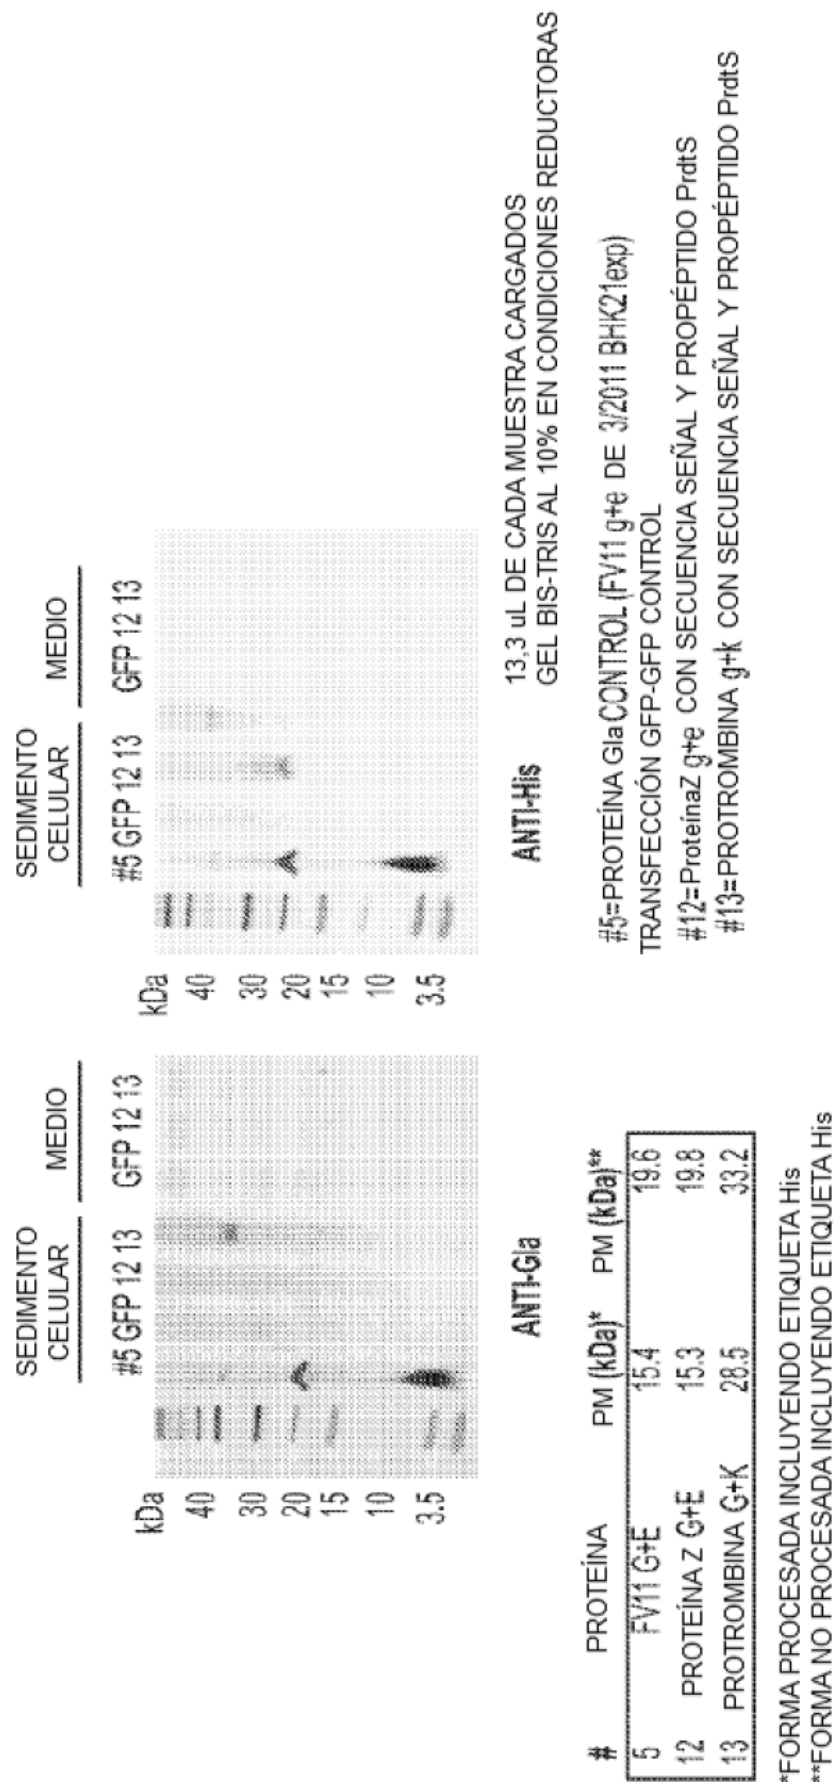 SEDIMENTO
CELULAR
MEDIO
#5 GFP 12 13
GFP 12 13
kDa
40
30
20
15
10
3.5
ANTI-Gla
SEDIMENTO
CELULAR
MEDIO
#5 GFP 12 13
GFP 12 13
kDa
40
30
20
15
10
3.5
ANTI-His
13,3 uL DE CADA MUESTRA CARGADOS
GEL BIS-TRIS AL 10% EN CONDICIONES REDUCTORAS
# PROTEÍNA PM (kDa)* PM (kDa)**
5 FV11 G+E 15.4 19.6
12 PROTEÍNA Z G+E 15.3 19.8
13 PROTROMBINA G+K 28.5 33.2
*FORMA PROCESADA INCLUYENDO ETIQUETA His
**FORMA NO PROCESADA INCLUYENDO ETIQUETA His
#5=PROTEÍNA Gla CONTROL (FV11 g+e DE 3/2011 BHK21exp)
TRANSFECCIÓN GFP-GFP CONTROL
#12=ProteínaZ g+e CON SECUENCIA SEÑAL Y PROPÉPTIDO PrdtS
#13=PROTROMBINA g+k CON SECUENCIA SEÑAL Y PROPÉPTIDO PrdtS